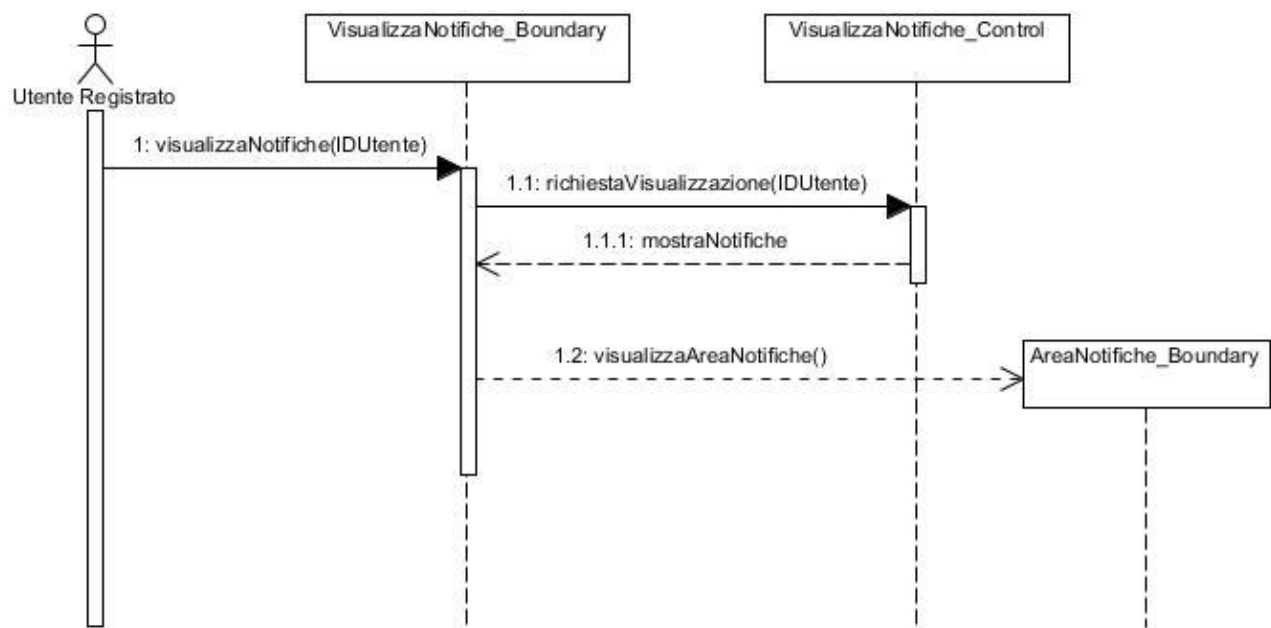 VisualizzaNotifiche_Boundary
VisualizzaNotifiche_Control
Utente Registrato
1: visualizzaNotifiche(IDUtente)
1.1: richiestaVisualizzazione(IDUtente)
1.1.1: mostraNotifiche
1.2: visualizzaAreaNotifiche()
AreaNotifiche_Boundary